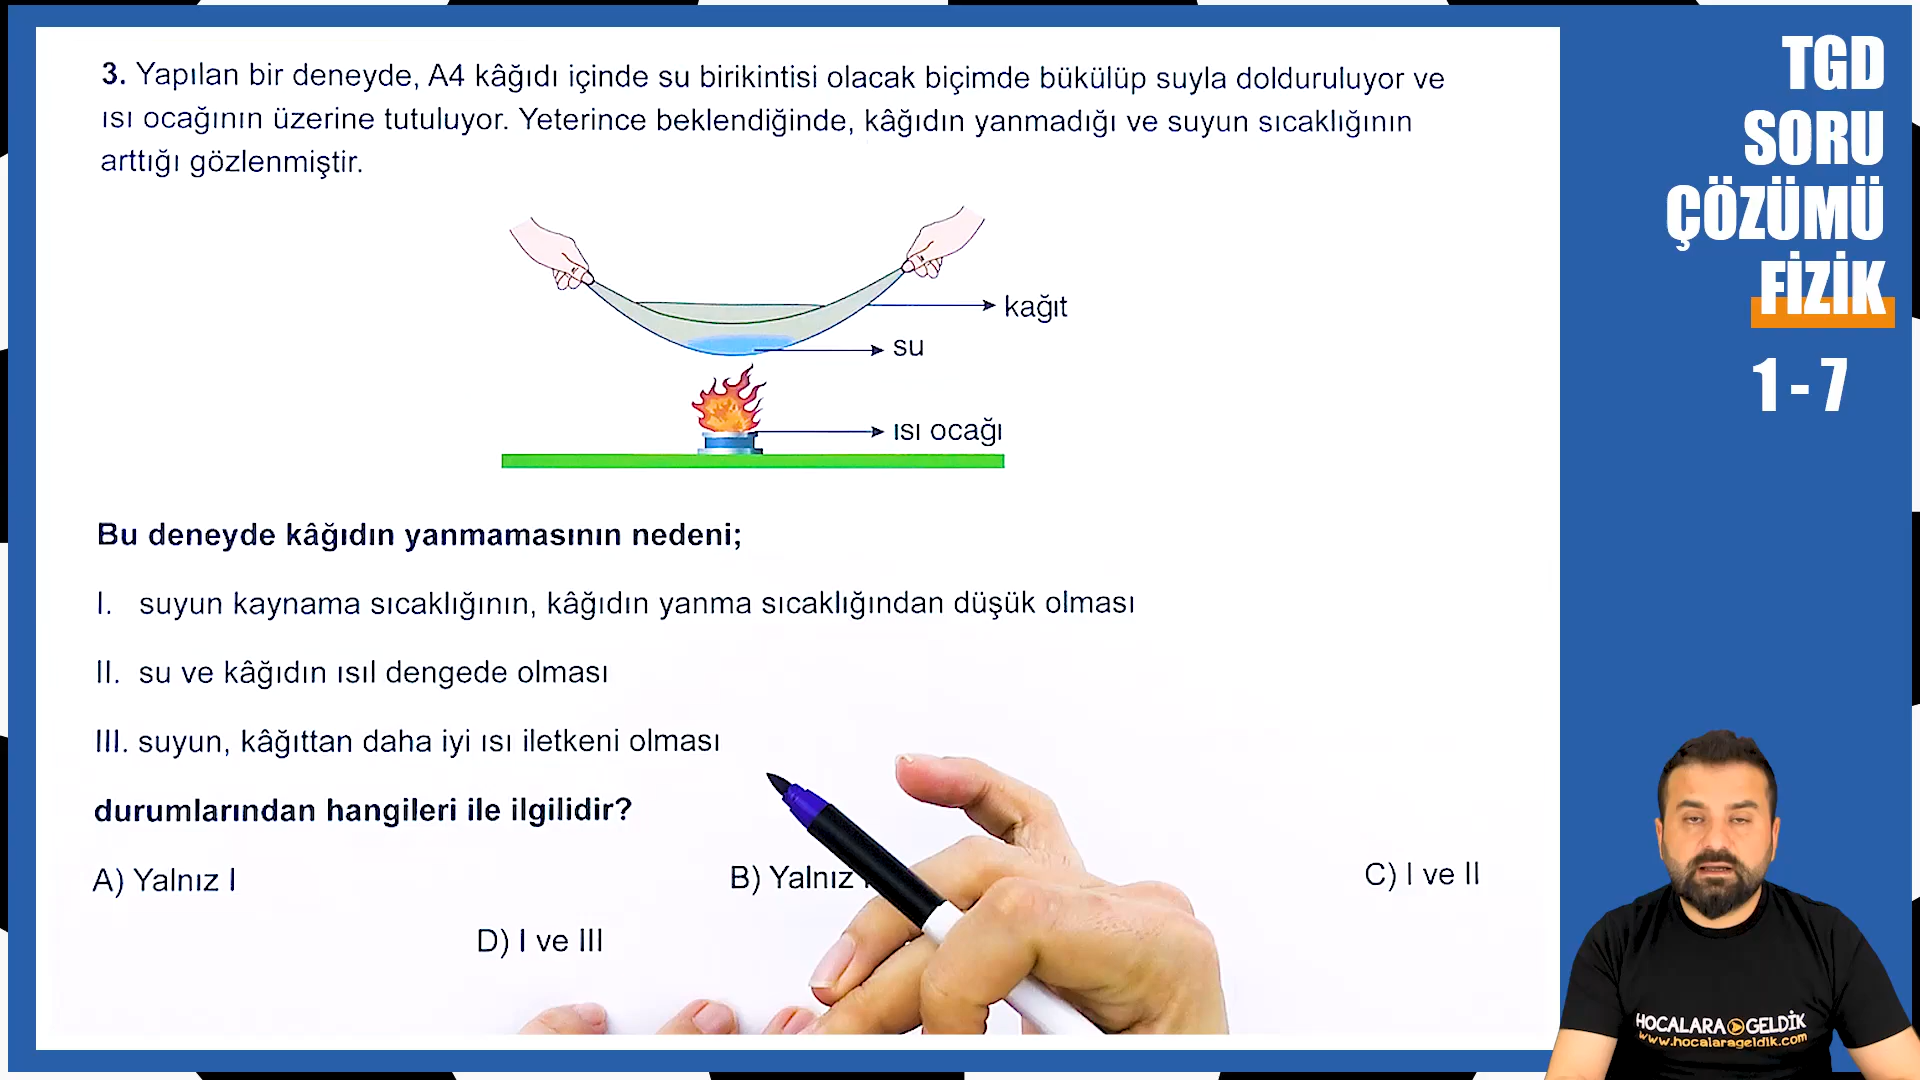 3. Yapılan bir deneyde, A4 kâğıdı içinde su birikintisi olacak biçimde bükülüp suyla dolduruluyor ve
ısı ocağının üzerine tutuluyor. Yeterince beklendiğinde, kâğıdın yanmadığı ve suyun sıcaklığının
arttığı gözlenmiştir.
kağıt
su
ısı ocağı
Bu deneyde kâğıdın yanmamasının nedeni;
I. suyun kaynama sıcaklığının, kâğıdın yanma sıcaklığından düşük olması
II. su ve kâğıdın ısıl dengede olması
III. suyun, kâğıttan daha iyi ısı iletkeni olması
durumlarından hangileri ile ilgilidir?
A) Yalnız I
B) Yalnız
C) I ve II
D) I ve III
TGD
SORU
ÇÖZÜMÜ
FİZİK
1 - 7
HOCALARA GELDİK
www.hocalarageldik.com